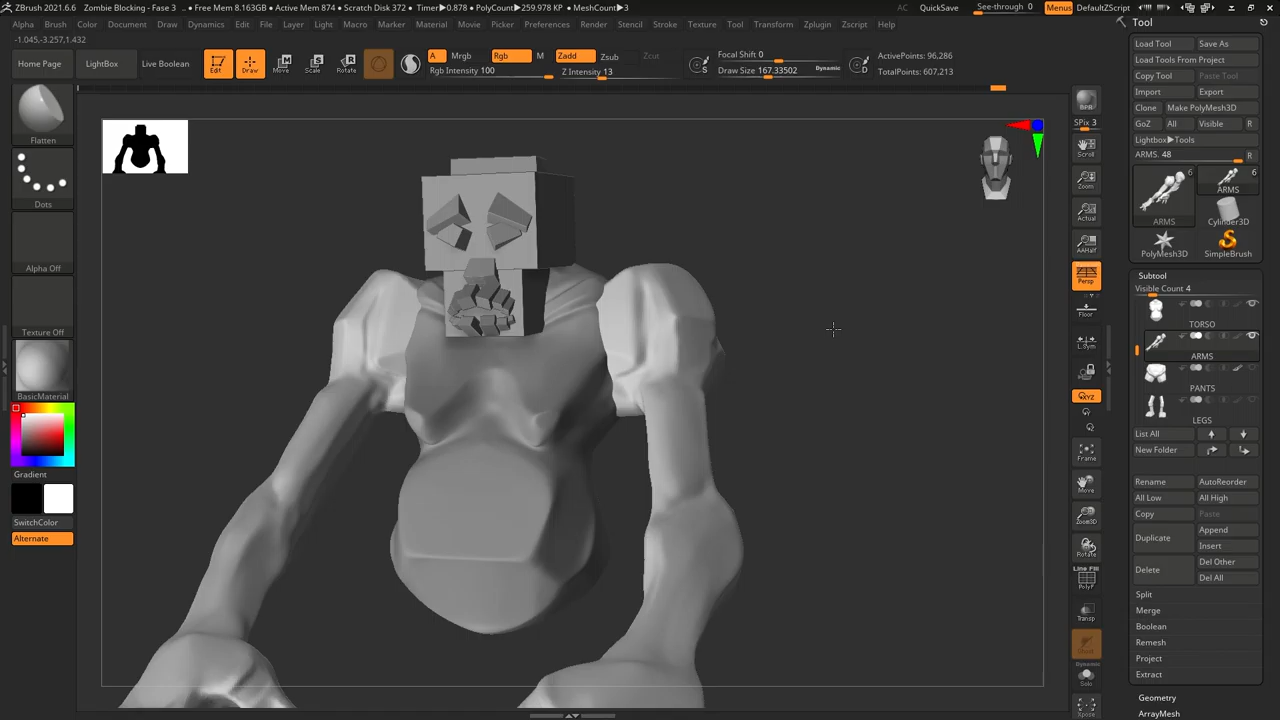 ZBrush 2021.6.6 Zombie Blocking - Fase 3 • Free Mem 8.163GB • Active Mem 874 • Scratch Disk 372 • Timer▶0.878 • PolyCount▶259.978 KP • MeshCount▶3 AC QuickSave See-through 0 Menus DefaultZScript
Alpha Brush Color Document Draw Dynamics Edit File Layer Light Macro Marker Material Movie Picker Preferences Render Stencil Stroke Texture Tool Transform Zplugin Zscript Help
-1.045,-3.257,1.432
Home Page LightBox Live Boolean Edit Draw Move Scale Rotate
A Mrgb Rgb M Zadd Zsub Zcut
Rgb Intensity 100 Z Intensity 13
Focal Shift 0
Draw Size 167.33502 Dynamic
S
D
ActivePoints: 96,286
TotalPoints: 607,213
Flatten
Dots
Alpha Off
Texture Off
BasicMaterial
Gradient
SwitchColor
Alternate
BPR
SPix 3
Scroll
Zoom
Actual
AAHalf
Persp
Floor
L.Sym
XYZ
Frame
Move
Zoom3D
Rotate
Line Fill
PolyF
Transp
Ghost
Dynamic
Solo
Xpose
Tool
Load Tool Save As
Load Tools From Project
Copy Tool Paste Tool
Import Export
Clone Make PolyMesh3D
GoZ All Visible R
Lightbox▶Tools
ARMS. 48 R
6 6
ARMS
Cylinder3D
ARMS
PolyMesh3D SimpleBrush
Subtool
Visible Count 4
TORSO
ARMS
PANTS
LEGS
List All
New Folder
Rename AutoReorder
All Low All High
Copy Paste
Duplicate Append
Insert
Delete Del Other
Del All
Split
Merge
Boolean
Remesh
Project
Extract
Geometry
ArrayMesh